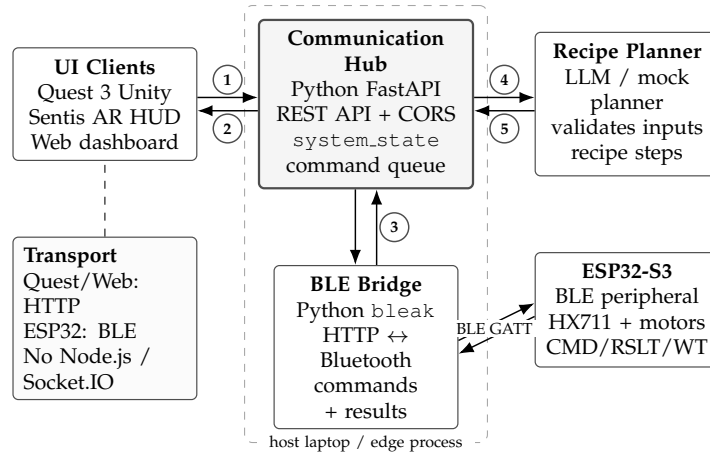 UI Clients
Quest 3 Unity
Sentis AR HUD
Web dashboard
1
2
Communication
Hub
Python FastAPI
REST API + CORS
system_state
command queue
4
5
Recipe Planner
LLM / mock
planner
validates inputs
recipe steps
3
Transport
Quest/Web:
HTTP
ESP32: BLE
No Node.js /
Socket.IO
BLE Bridge
Python bleak
HTTP ↔
Bluetooth
commands
+ results
BLE GATT
ESP32-S3
BLE peripheral
HX711 + motors
CMD/RSLT/WT
host laptop / edge process